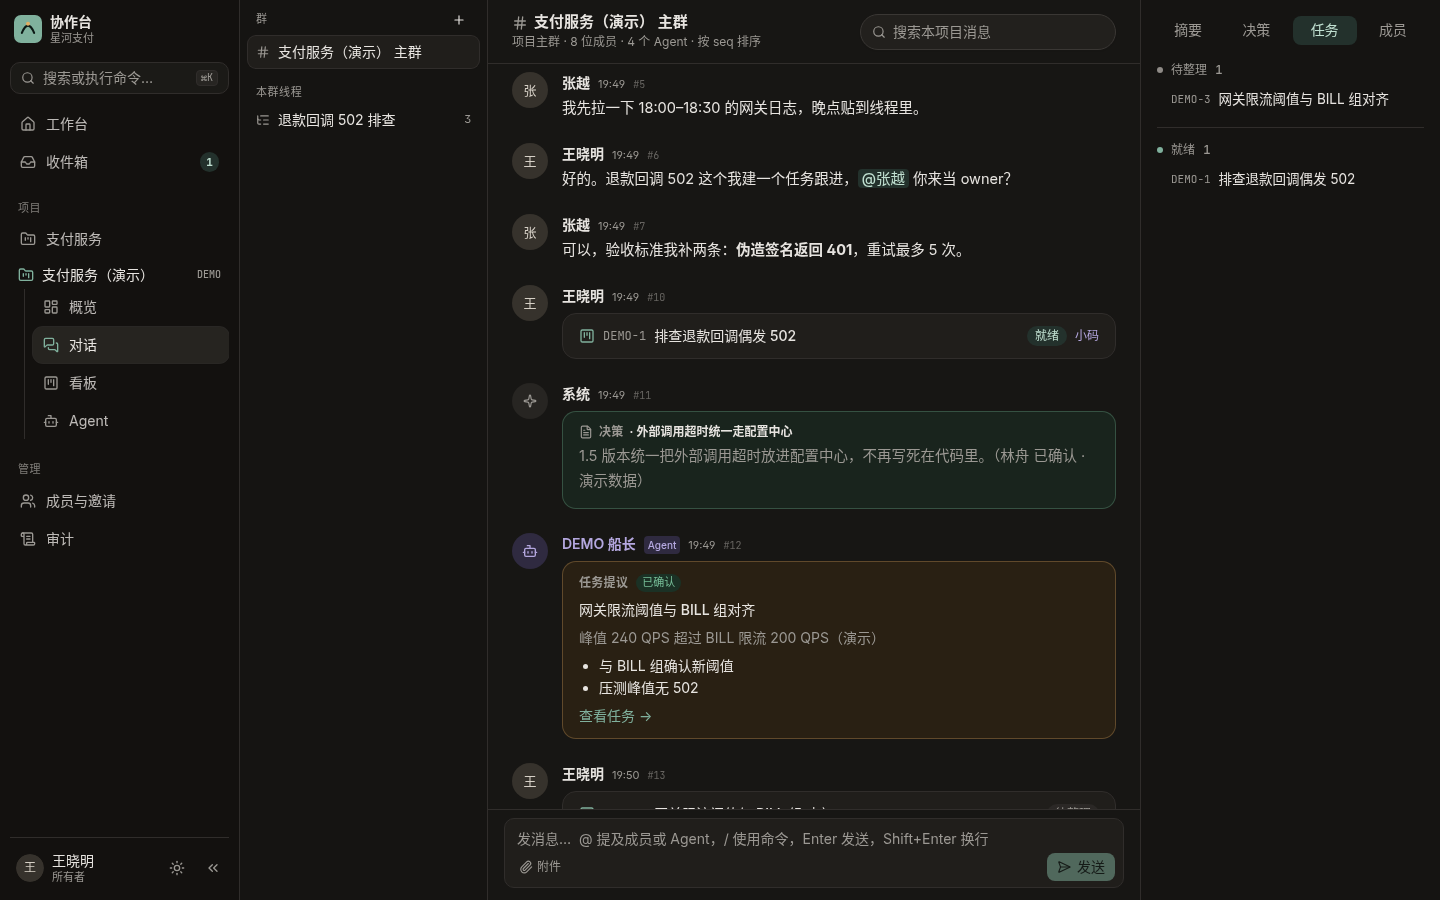 协作台
星河支付
搜索或执行命令... ⌘K
工作台
收件箱 1
项目
支付服务
支付服务（演示） DEMO
概览
对话
看板
Agent
管理
成员与邀请
审计
王
王晓明
所有者
群
支付服务（演示） 主群
本群线程
退款回调 502 排查 3
支付服务（演示） 主群
项目主群 · 8 位成员 · 4 个 Agent · 按 seq 排序
搜索本项目消息
张
张越 19:49 #5
我先拉一下 18:00–18:30 的网关日志，晚点贴到线程里。
王
王晓明 19:49 #6
好的。退款回调 502 这个我建一个任务跟进，@张越 你来当 owner？
张
张越 19:49 #7
可以，验收标准我补两条：伪造签名返回 401，重试最多 5 次。
王
王晓明 19:49 #10
DEMO-1 排查退款回调偶发 502 就绪 小码
系统 19:49 #11
决策 · 外部调用超时统一走配置中心
1.5 版本统一把外部调用超时放进配置中心，不再写死在代码里。（林舟 已确认 ·
演示数据）
DEMO 船长 Agent 19:49 #12
任务提议 已确认
网关限流阈值与 BILL 组对齐
峰值 240 QPS 超过 BILL 限流 200 QPS（演示）
• 与 BILL 组确认新阈值
• 压测峰值无 502
查看任务 →
王
王晓明 19:50 #13
发消息... @ 提及成员或 Agent，/ 使用命令，Enter 发送，Shift+Enter 换行
附件
发送
摘要 决策 任务 成员
待整理 1
DEMO-3 网关限流阈值与 BILL 组对齐
就绪 1
DEMO-1 排查退款回调偶发 502